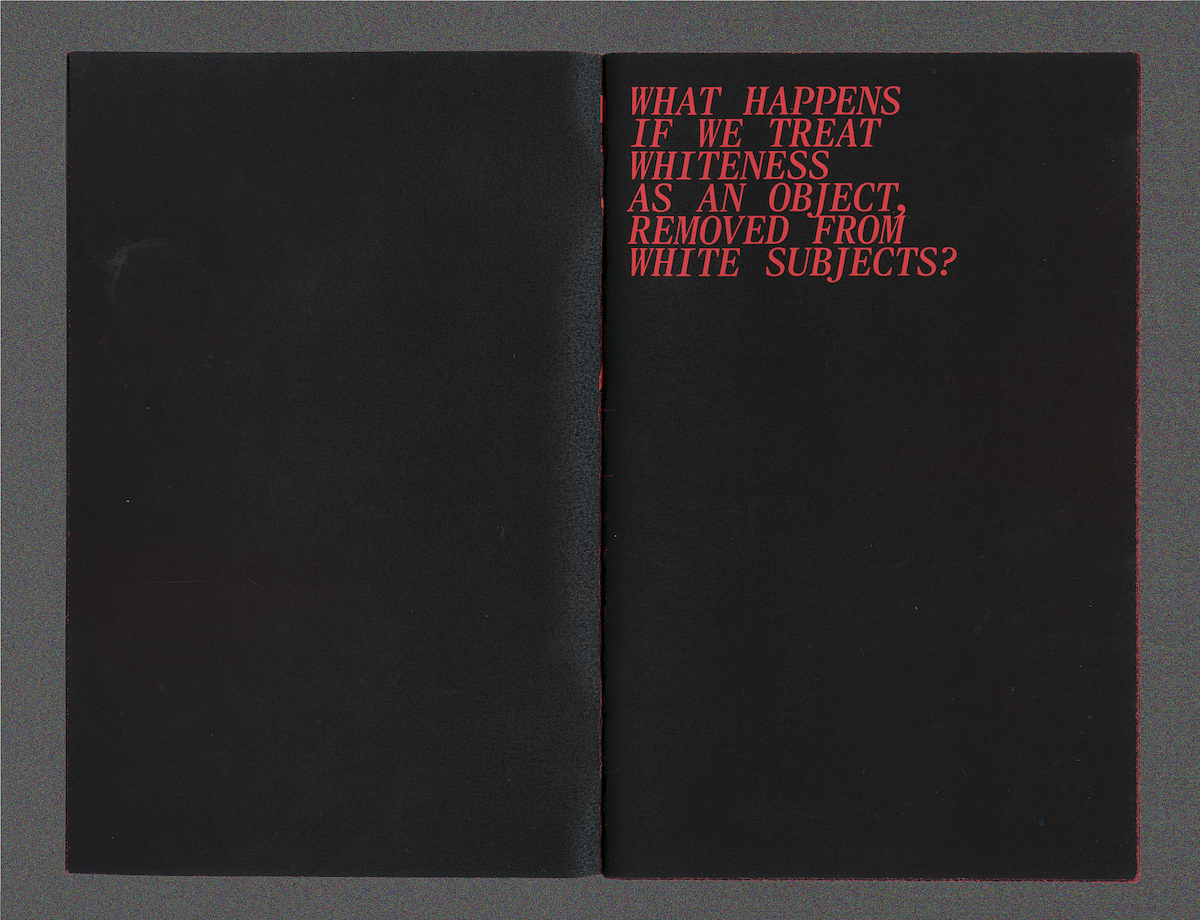 WHAT HAPPENS
IF WE TREAT
WHITENESS
AS AN OBJECT,
REMOVED FROM
WHITE SUBJECTS?